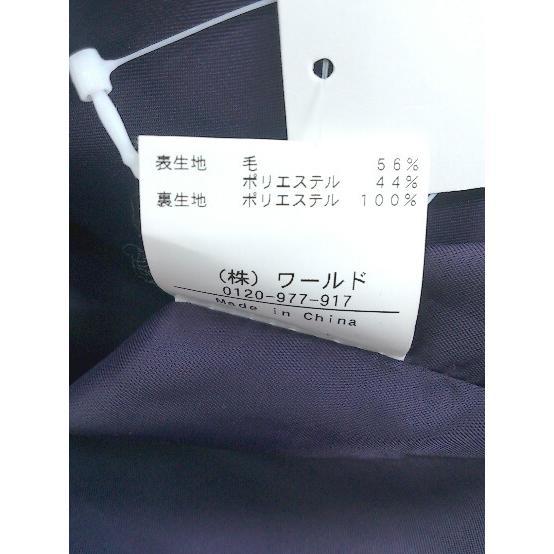 表生地 毛 56%
ポリエステル 44%
裏生地 ポリエステル 100%
(株) ワールド
0120-977-917
Made in China